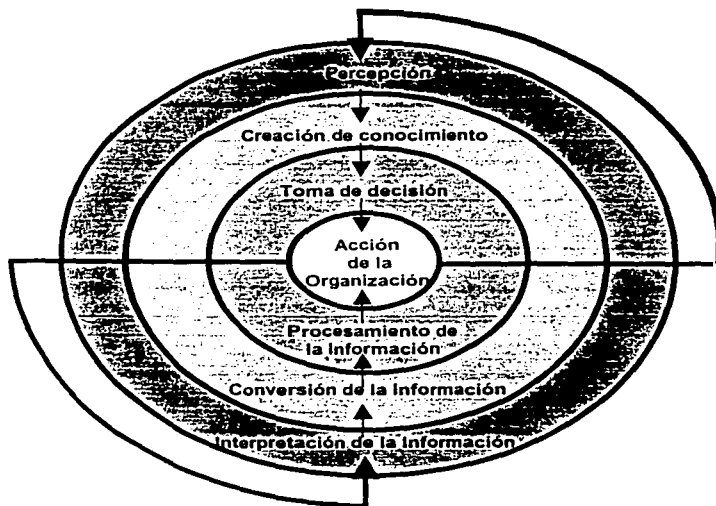 Percepción
Creación de conocimiento
Toma de decisión
Acción
de la
Organización
Procesamiento de
la Información
Conversión de la Información
Interpretación de la Información